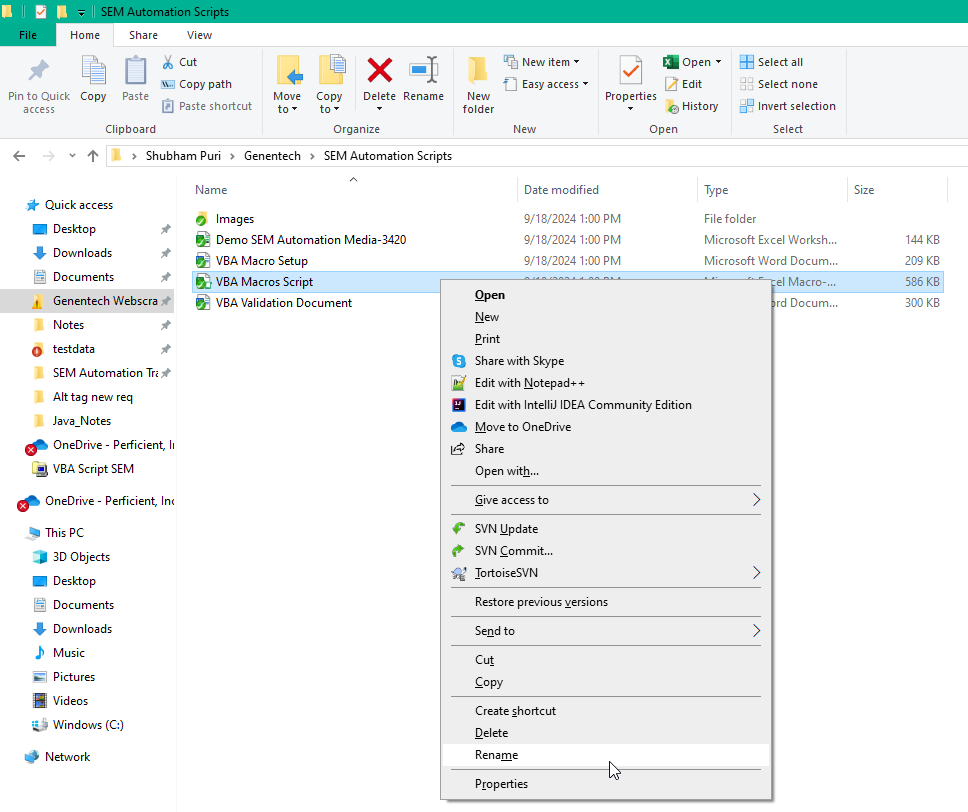 SEM Automation Scripts
File Home Share View
Pin to Quick access
Copy
Paste
Cut
Copy path
Paste shortcut
Clipboard
Move to
Copy to
Delete
Rename
Organize
New folder
New item
Easy access
New
Properties
Open
Edit
History
Open
Select all
Select none
Invert selection
Select
Shubham Puri > Genentech > SEM Automation Scripts
Quick access
Desktop
Downloads
Documents
Genentech Webscra
Notes
testdata
SEM Automation Tra
Alt tag new req
Java_Notes
OneDrive - Perficient, I
VBA Script SEM
OneDrive - Perficient, Inc
This PC
3D Objects
Desktop
Documents
Downloads
Music
Pictures
Videos
Windows (C:)
Network
Name Date modified Type Size
Images 9/18/2024 1:00 PM File folder
Demo SEM Automation Media-3420 9/18/2024 1:00 PM Microsoft Excel Worksh... 144 KB
VBA Macro Setup 9/18/2024 1:00 PM Microsoft Word Docum... 209 KB
VBA Macros Script 9/18/2024 1:00 PM Microsoft Excel Macro-... 586 KB
VBA Validation Document ord Docum... 300 KB
Open
New
Print
Share with Skype
Edit with Notepad++
Edit with IntelliJ IDEA Community Edition
Move to OneDrive
Share
Open with...
Give access to
SVN Update
SVN Commit...
TortoiseSVN
Restore previous versions
Send to
Cut
Copy
Create shortcut
Delete
Rename
Properties